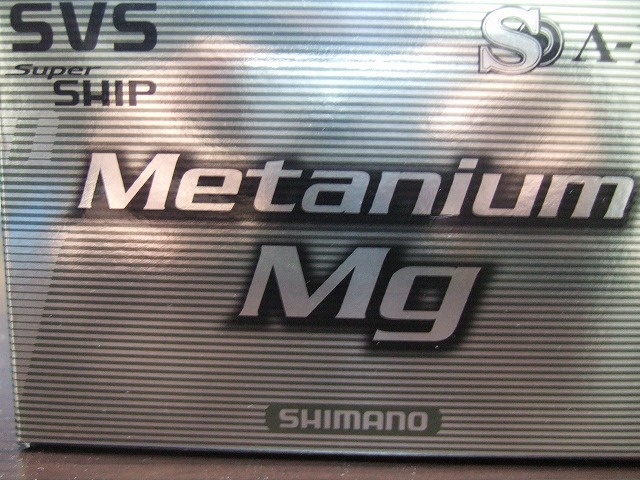 SVS
Super
SHIP
S A-
Metanium
Mg
SHIMANO